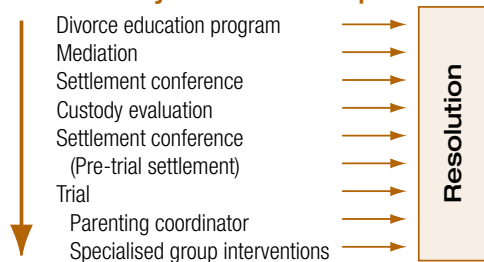 Divorce education program
Mediation
Settlement conference
Custody evaluation
Settlement conference
(Pre-trial settlement)
Trial
Parenting coordinator
Specialised group interventions
Resolution